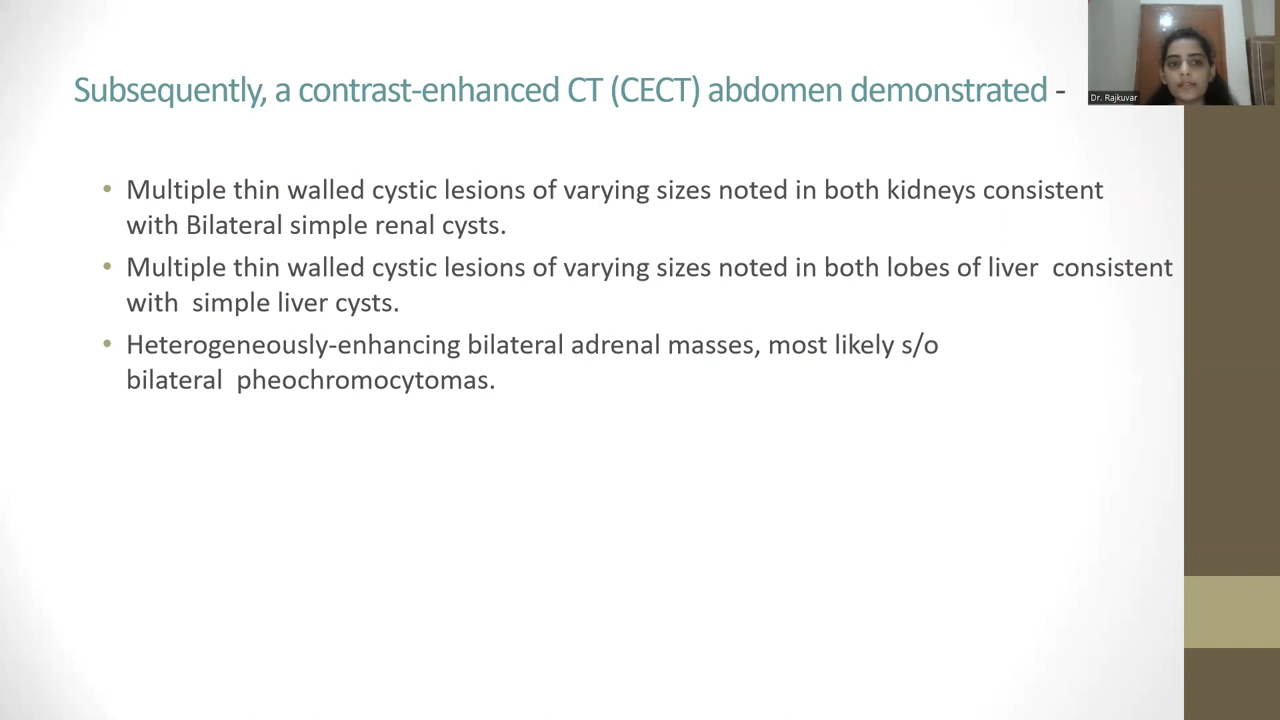 Subsequently, a contrast-enhanced CT (CECT) abdomen demonstrated -
Dr. Rajkuvar
• Multiple thin walled cystic lesions of varying sizes noted in both kidneys consistent
with Bilateral simple renal cysts.
• Multiple thin walled cystic lesions of varying sizes noted in both lobes of liver  consistent
with  simple liver cysts.
• Heterogeneously-enhancing bilateral adrenal masses, most likely s/o
bilateral  pheochromocytomas.